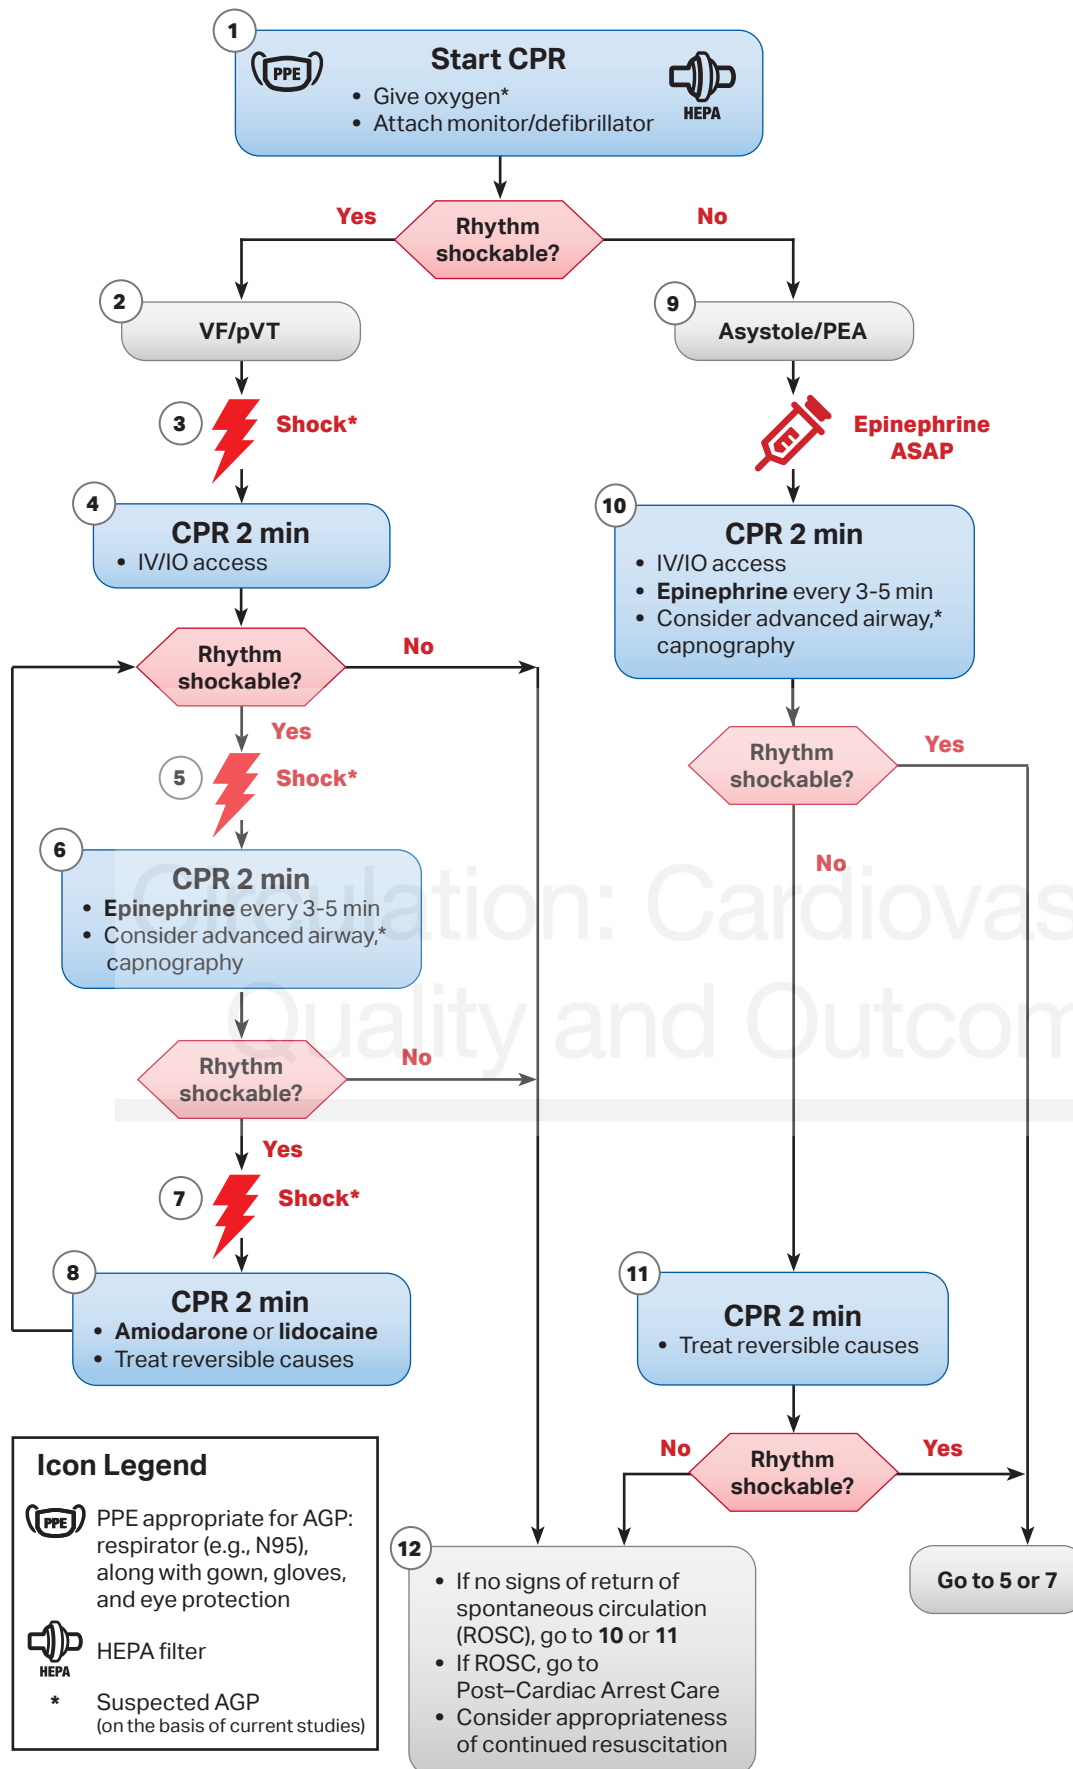 1
PPE
Start CPR
• Give oxygen*
• Attach monitor/defibrillator
HEPA
Rhythm
shockable?
Yes
No
2
VF/pVT
9
Asystole/PEA
3
Shock*
Epinephrine
ASAP
4
CPR 2 min
• IV/IO access
10
CPR 2 min
• IV/IO access
• Epinephrine every 3-5 min
• Consider advanced airway,*
capnography
Rhythm
shockable?
No
Yes
Rhythm
shockable?
Yes
No
5
Shock*
6
CPR 2 min
• Epinephrine every 3-5 min
• Consider advanced airway,*
capnography
Circulation: Cardiovas
Quality and Outcom
Rhythm
shockable?
No
Yes
7
Shock*
8
CPR 2 min
• Amiodarone or lidocaine
• Treat reversible causes
11
CPR 2 min
• Treat reversible causes
Rhythm
shockable?
No
Yes
Icon Legend
PPE
PPE appropriate for AGP:
respirator (e.g., N95),
along with gown, gloves,
and eye protection
HEPA
HEPA filter
* Suspected AGP
(on the basis of current studies)
12
• If no signs of return of
spontaneous circulation
(ROSC), go to 10 or 11
• If ROSC, go to
Post–Cardiac Arrest Care
• Consider appropriateness
of continued resuscitation
Go to 5 or 7